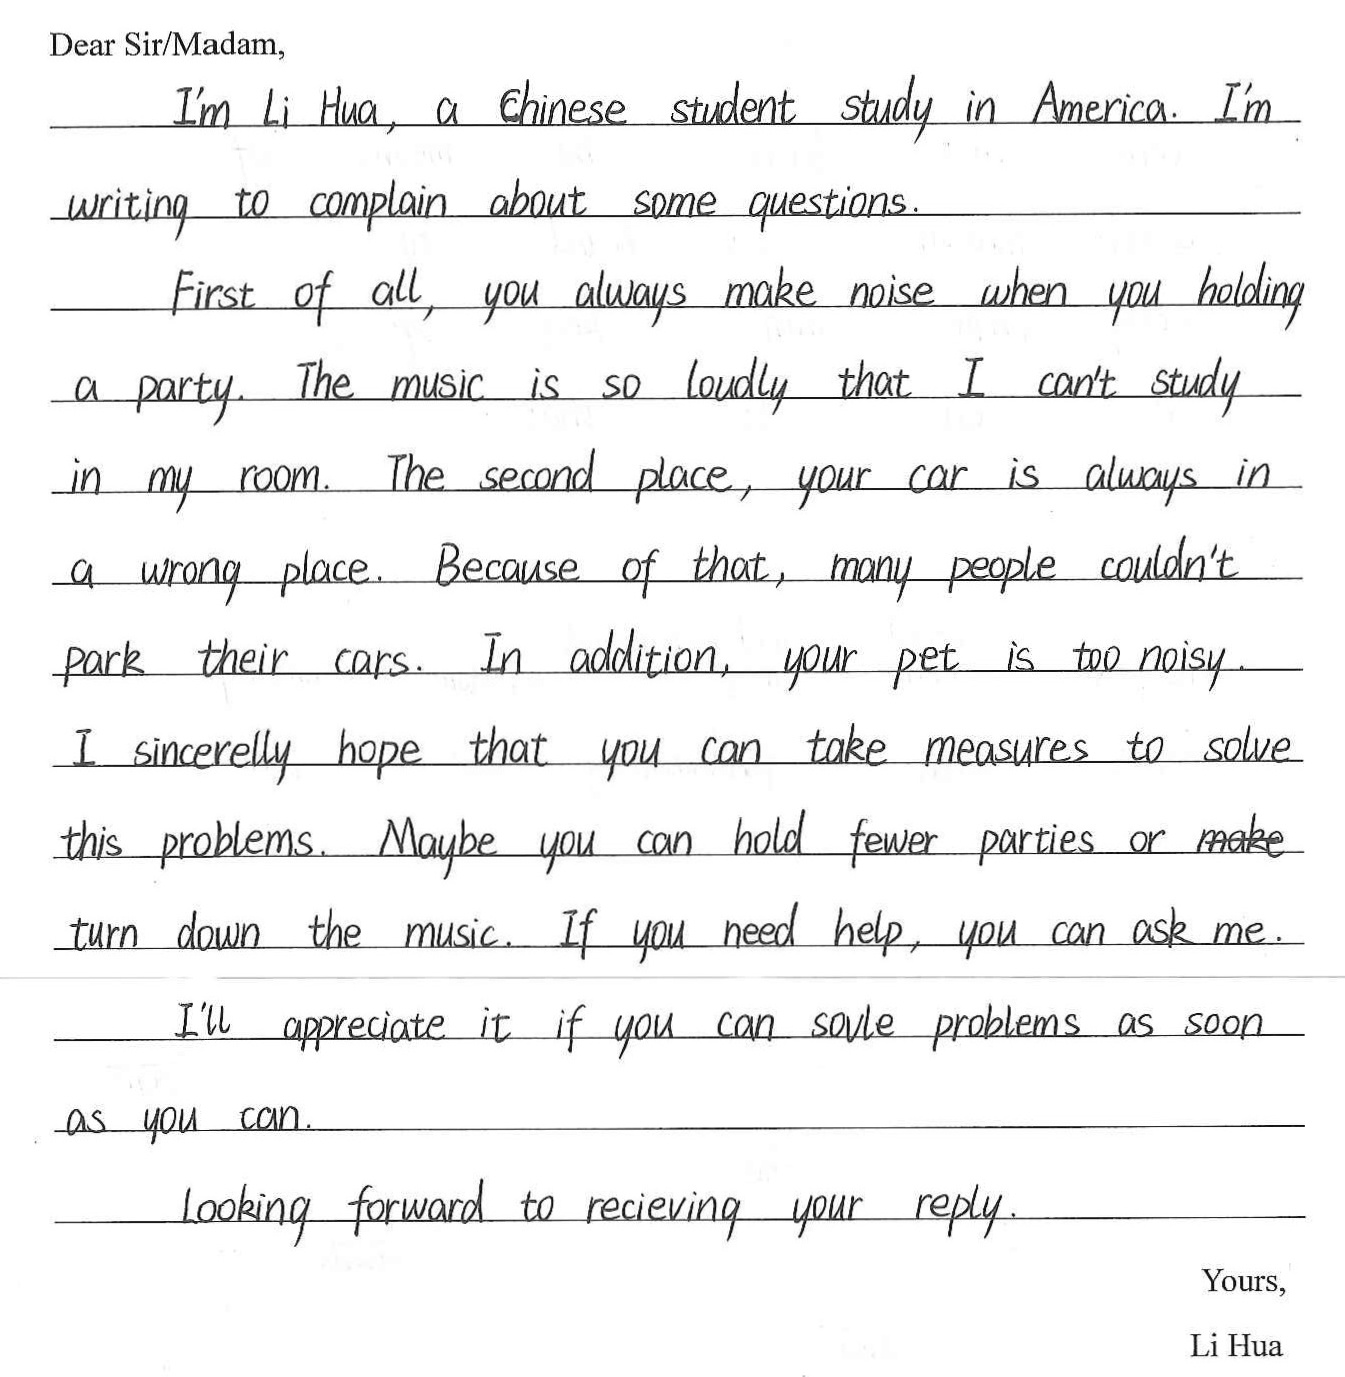 Dear Sir/Madam,
I'm Li Hua, a Chinese student study in America. I'm
writing to complain about some questions.
First of all, you always make noise when you holding
a party. The music is so loudly that I can't study
in my room. The second place, your car is always in
a wrong place. Because of that, many people couldn't
park their cars. In addition, your pet is too noisy.
I sincerelly hope that you can take measures to solve
this problems. Maybe you can hold fewer parties or make
turn down the music. If you need help, you can ask me.
I'll appreciate it if you can sovle problems as soon
as you can.
Looking forward to recieving your reply.
Yours,
Li Hua